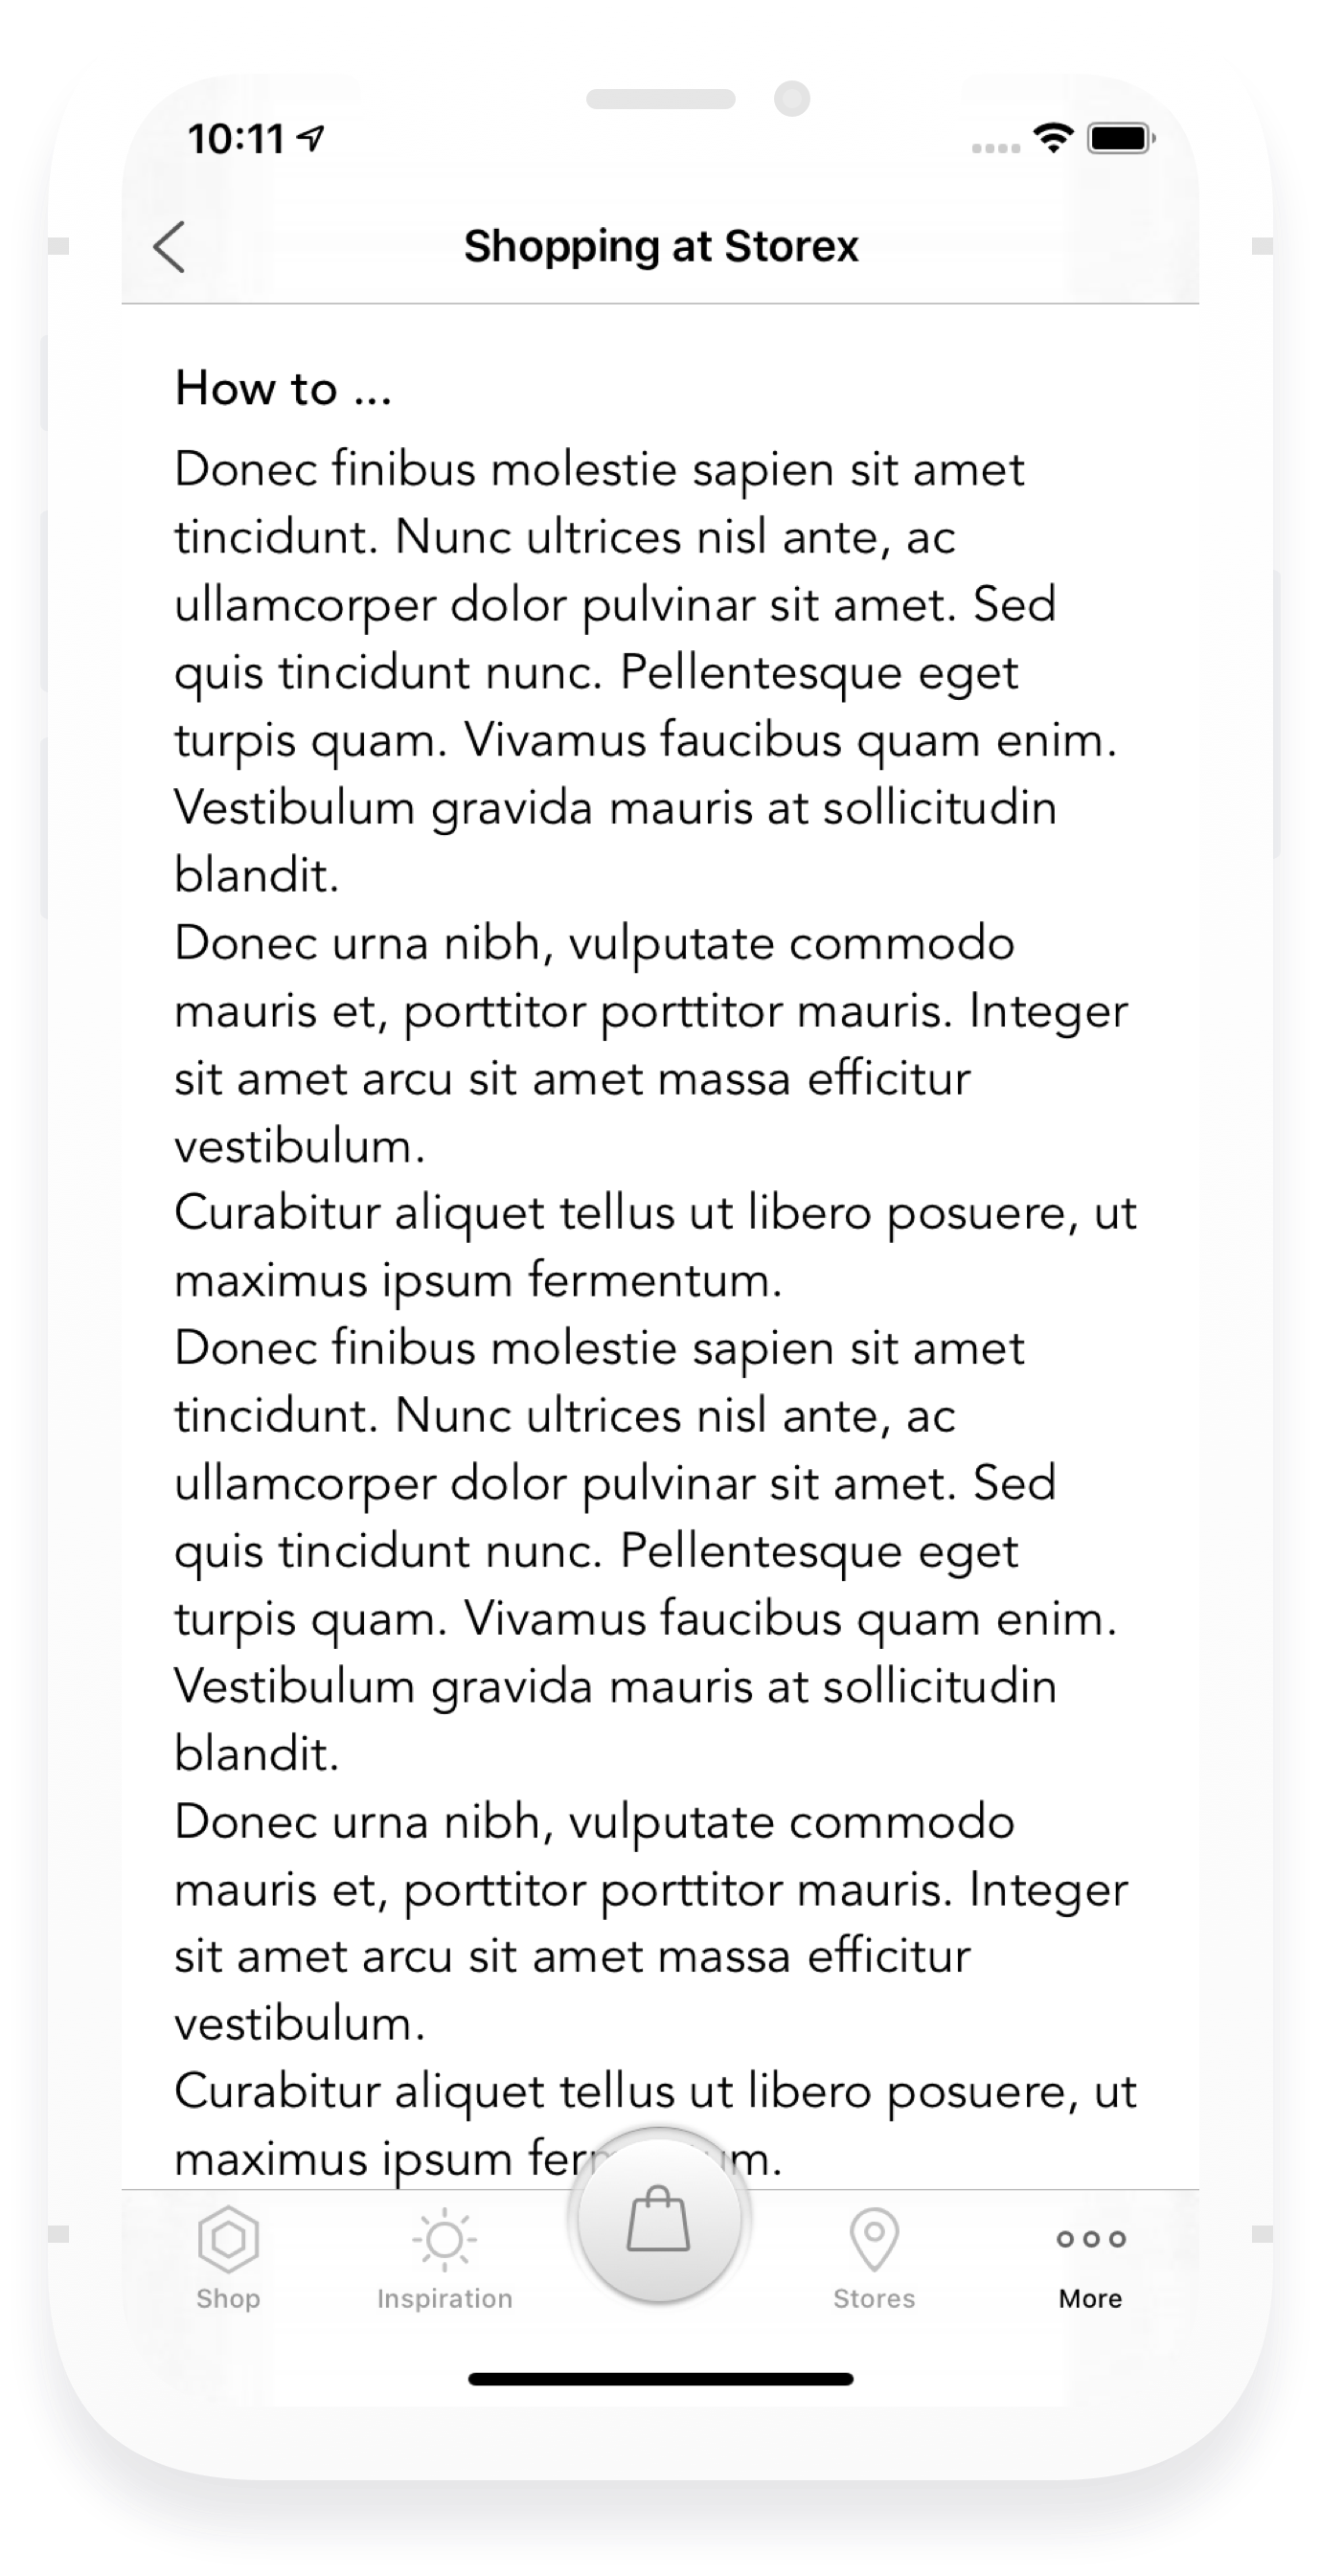 10:11
Shopping at Storex
How to ...
Donec finibus molestie sapien sit amet
tincidunt. Nunc ultrices nisl ante, ac
ullamcorper dolor pulvinar sit amet. Sed
quis tincidunt nunc. Pellentesque eget
turpis quam. Vivamus faucibus quam enim.
Vestibulum gravida mauris at sollicitudin
blandit.
Donec urna nibh, vulputate commodo
mauris et, porttitor porttitor mauris. Integer
sit amet arcu sit amet massa efficitur
vestibulum.
Curabitur aliquet tellus ut libero posuere, ut
maximus ipsum fermentum.
Donec finibus molestie sapien sit amet
tincidunt. Nunc ultrices nisl ante, ac
ullamcorper dolor pulvinar sit amet. Sed
quis tincidunt nunc. Pellentesque eget
turpis quam. Vivamus faucibus quam enim.
Vestibulum gravida mauris at sollicitudin
blandit.
Donec urna nibh, vulputate commodo
mauris et, porttitor porttitor mauris. Integer
sit amet arcu sit amet massa efficitur
vestibulum.
Curabitur aliquet tellus ut libero posuere, ut
maximus ipsum
Shop
Inspiration
Stores
More